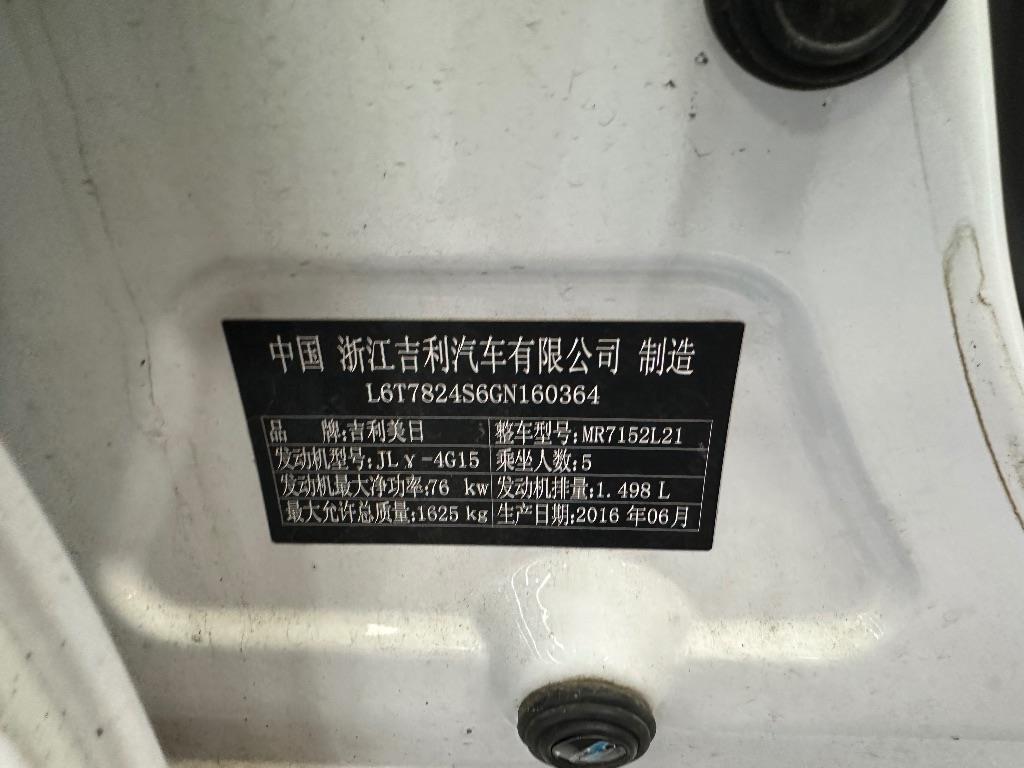 中国 浙江吉利汽车有限公司 制造
L6T7824S6GN160364
品 牌:吉利美日 整车型号:MR7152L21
发动机型号:JLγ-4G15 乘坐人数:5
发动机最大净功率:76 kw 发动机排量:1.498 L
最大允许总质量:1625 kg 生产日期:2016 年06月